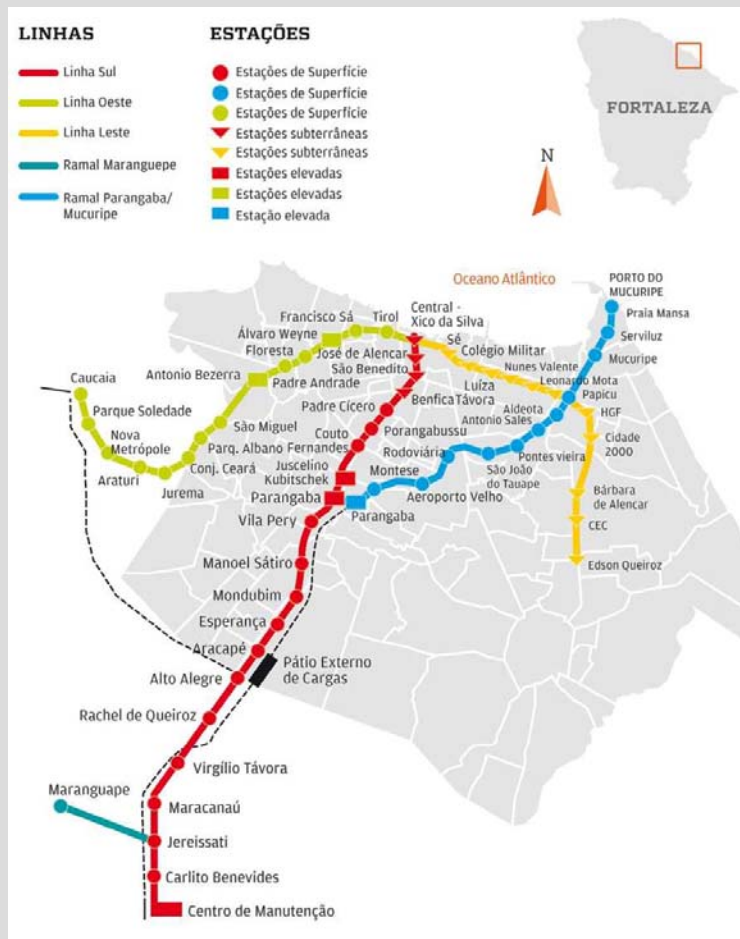 LINHAS
Linha Sul
Linha Oeste
Linha Leste
Ramal Maranguepe
Ramal Parangaba/
Mucuripe
ESTAÇÕES
Estações de Superfície
Estações de Superfície
Estações de Superfície
Estações subterrâneas
Estações subterrâneas
Estações elevadas
Estações elevadas
Estação elevada
FORTALEZA
N
Oceano Atlântico
PORTO DO
MUCURIPE
Praia Mansa
Serviluz
Mucuripe
Papicu
HGF
Cidade
2000
Bárbara
de Alencar
CEC
Edson Queiroz
Central -
Xico da Silva
Sé
Colégio Militar
Nunes Valente
Leonardo Mota
Luíza
Távora
Aldeota
Antonio Sales
Pontes vieira
São João
do Tauape
Rodoviária
Aeroporto Velho
Montese
Parangaba
Francisco Sá
Tirol
Álvaro Weyne
Floresta
José de Alencar
São Benedito
Antonio Bezerra
Padre Andrade
Benfica
Padre Cícero
Porangabussu
Couto
Fernandes
Juscelino
Kubitschek
Parangaba
Caucaia
Parque Soledade
Nova
Metrópole
Araturi
Jurema
Conj. Ceará
Parq. Albano
São Miguel
Vila Pery
Manoel Sátiro
Mondubim
Esperança
Aracapé
Pátio Externo
de Cargas
Alto Alegre
Rachel de Queiroz
Virgílio Távora
Maranguape
Maracanaú
Jereissati
Carlito Benevides
Centro de Manutenção